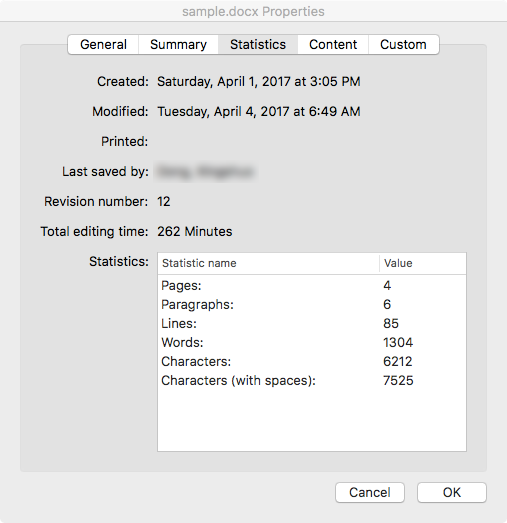 sample.docx Properties
General Summary Statistics Content Custom
Created: Saturday, April 1, 2017 at 3:05 PM
Modified: Tuesday, April 4, 2017 at 6:49 AM
Printed:
Last saved by:
Revision number: 12
Total editing time: 262 Minutes
Statistics:
Statistic name Value
Pages: 4
Paragraphs: 6
Lines: 85
Words: 1304
Characters: 6212
Characters (with spaces): 7525
Cancel OK